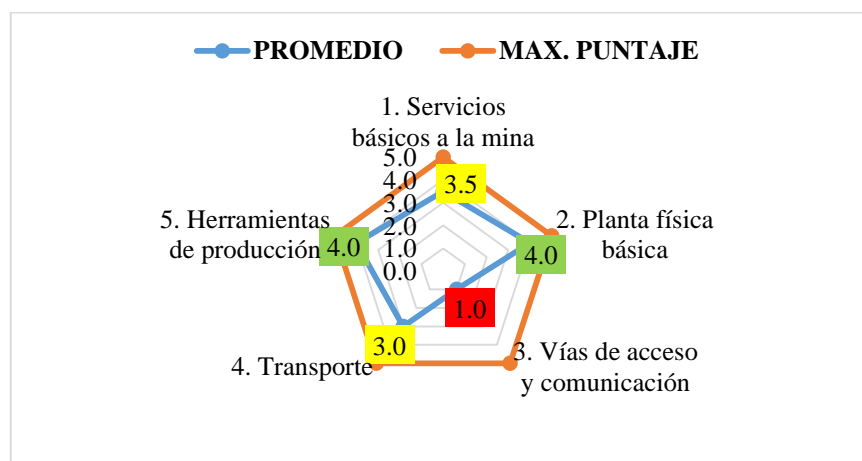 PROMEDIO
MAX. PUNTAJE
1. Servicios
básicos a la mina
5.0
4.0
3.0
2.0
1.0
0.0
3.5
2. Planta física
básica
4.0
5. Herramientas
de producción
4.0
1.0
3.0
3. Vías de acceso
y comunicación
4. Transporte